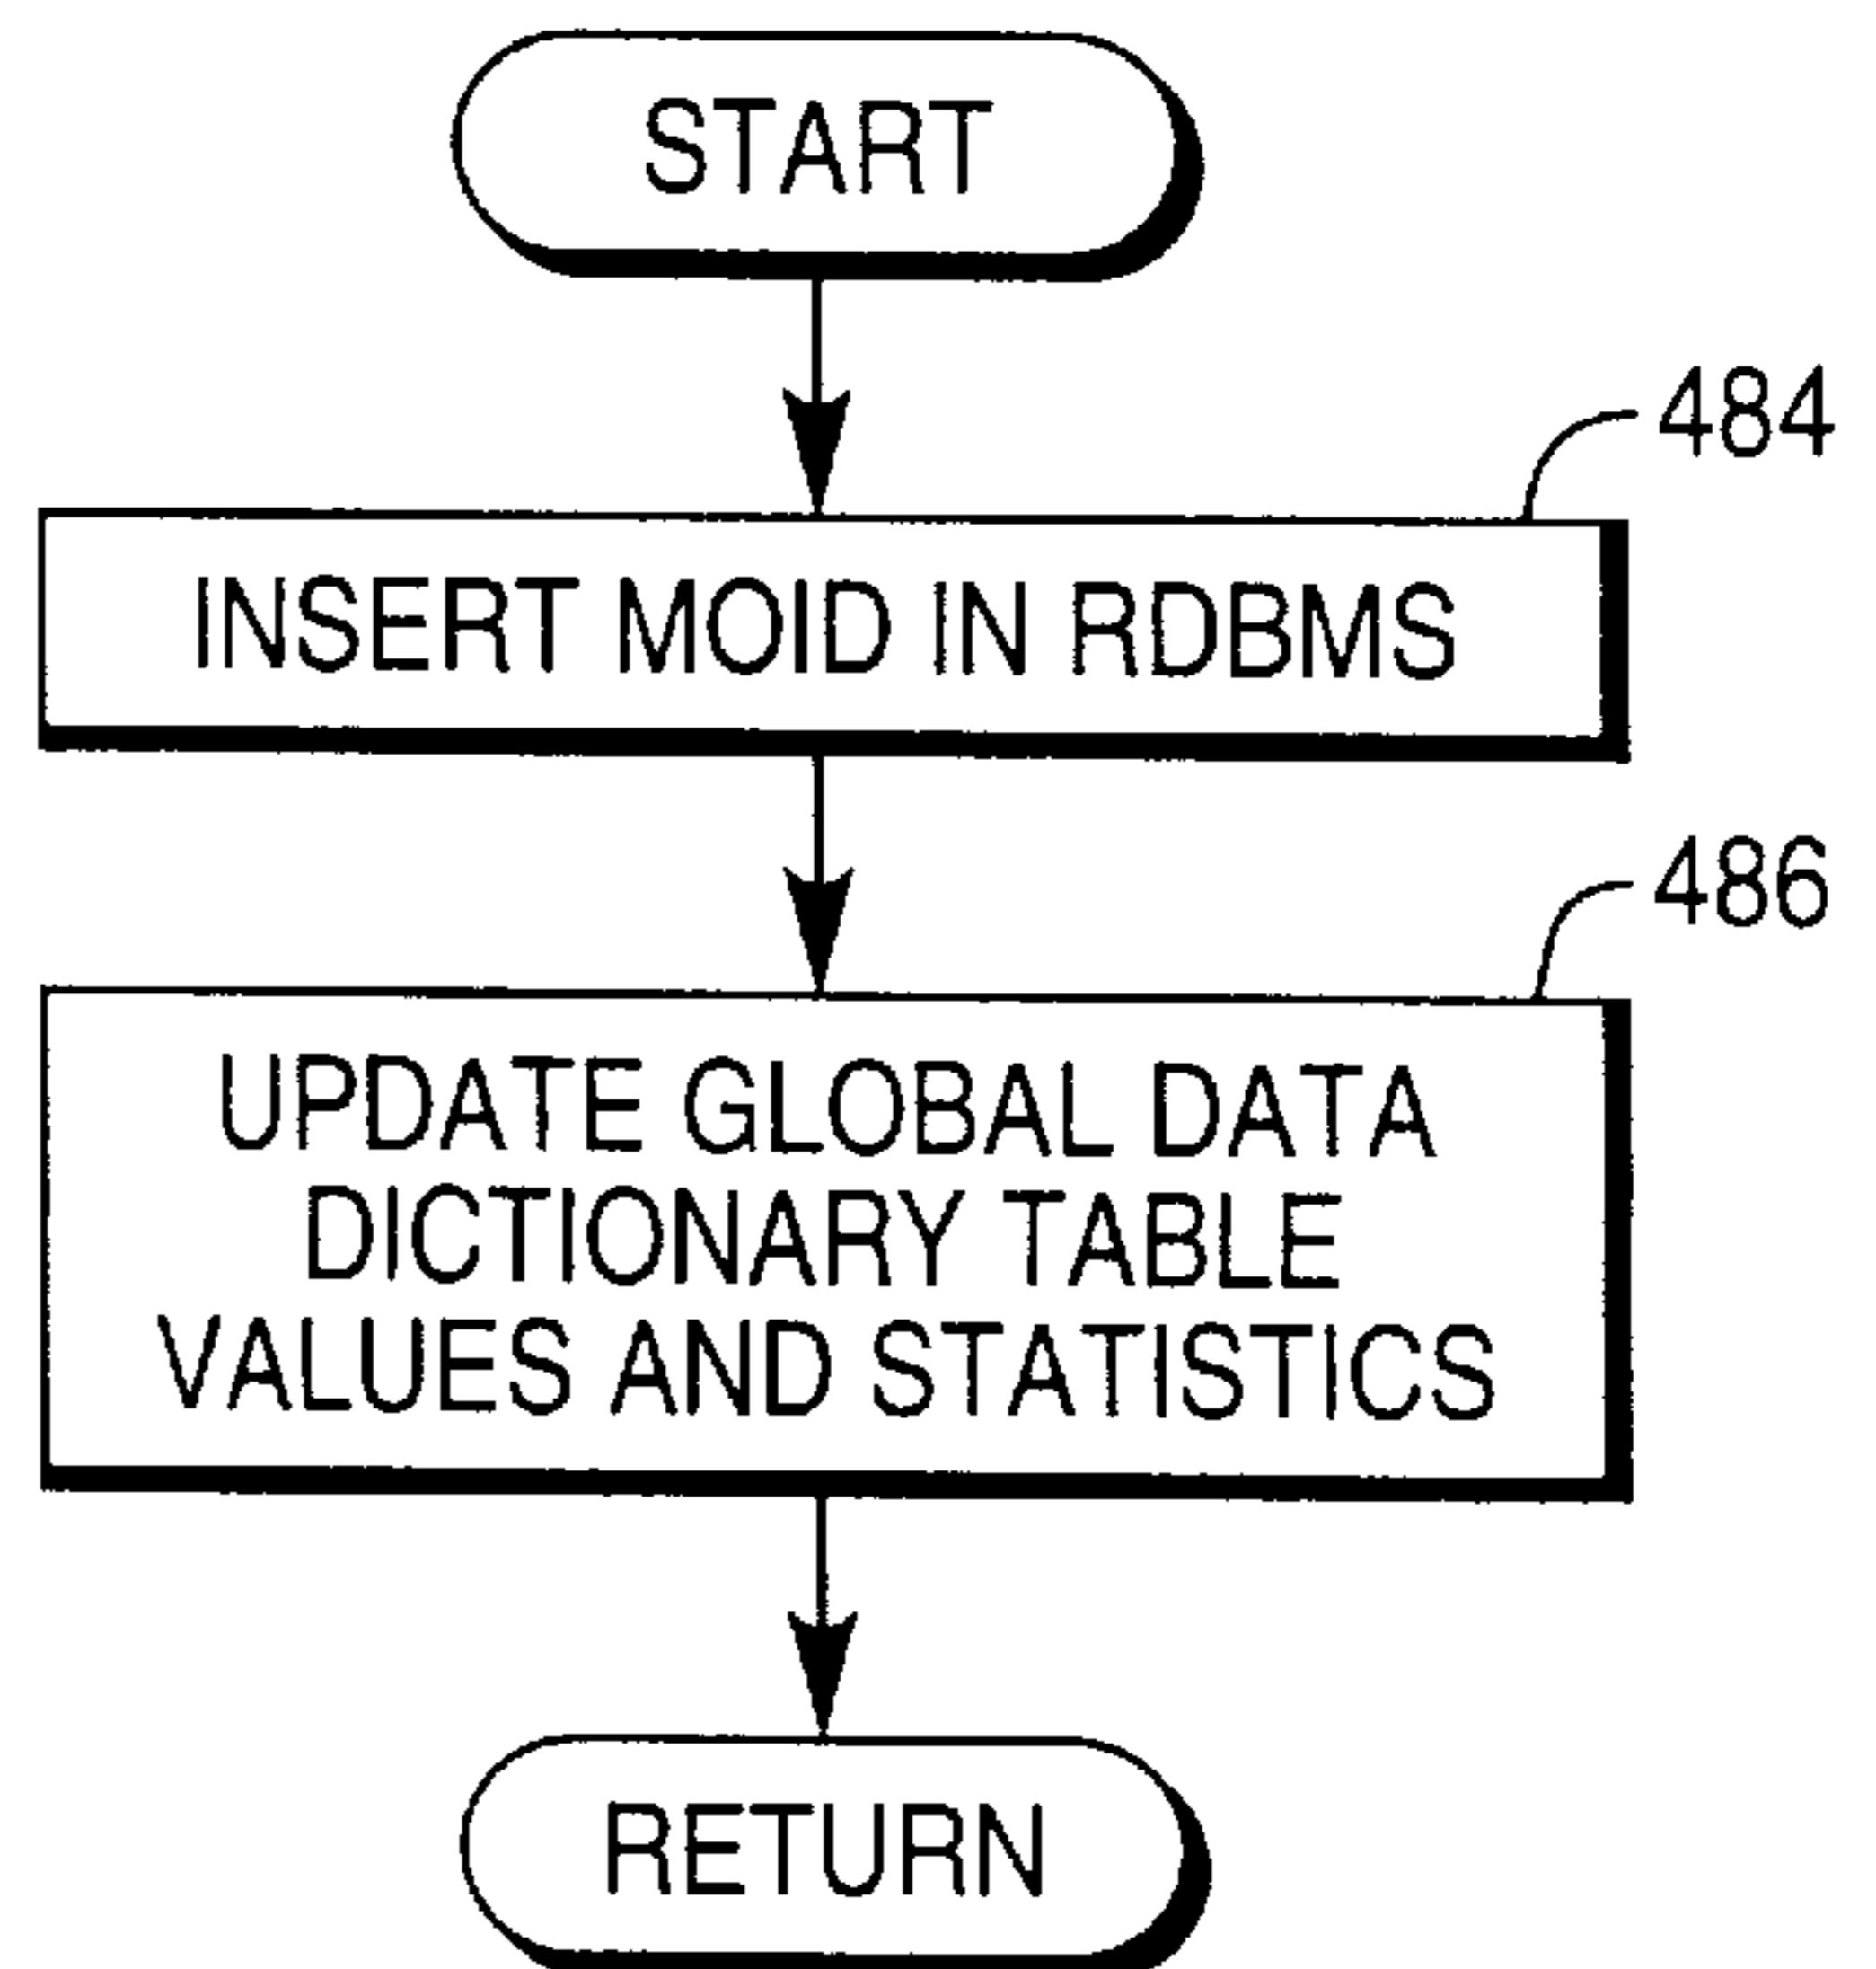 START
484
INSERT MOID IN RDBMS
486
UPDATE GLOBAL DATA
DICTIONARY TABLE
VALUES AND STATISTICS
RETURN